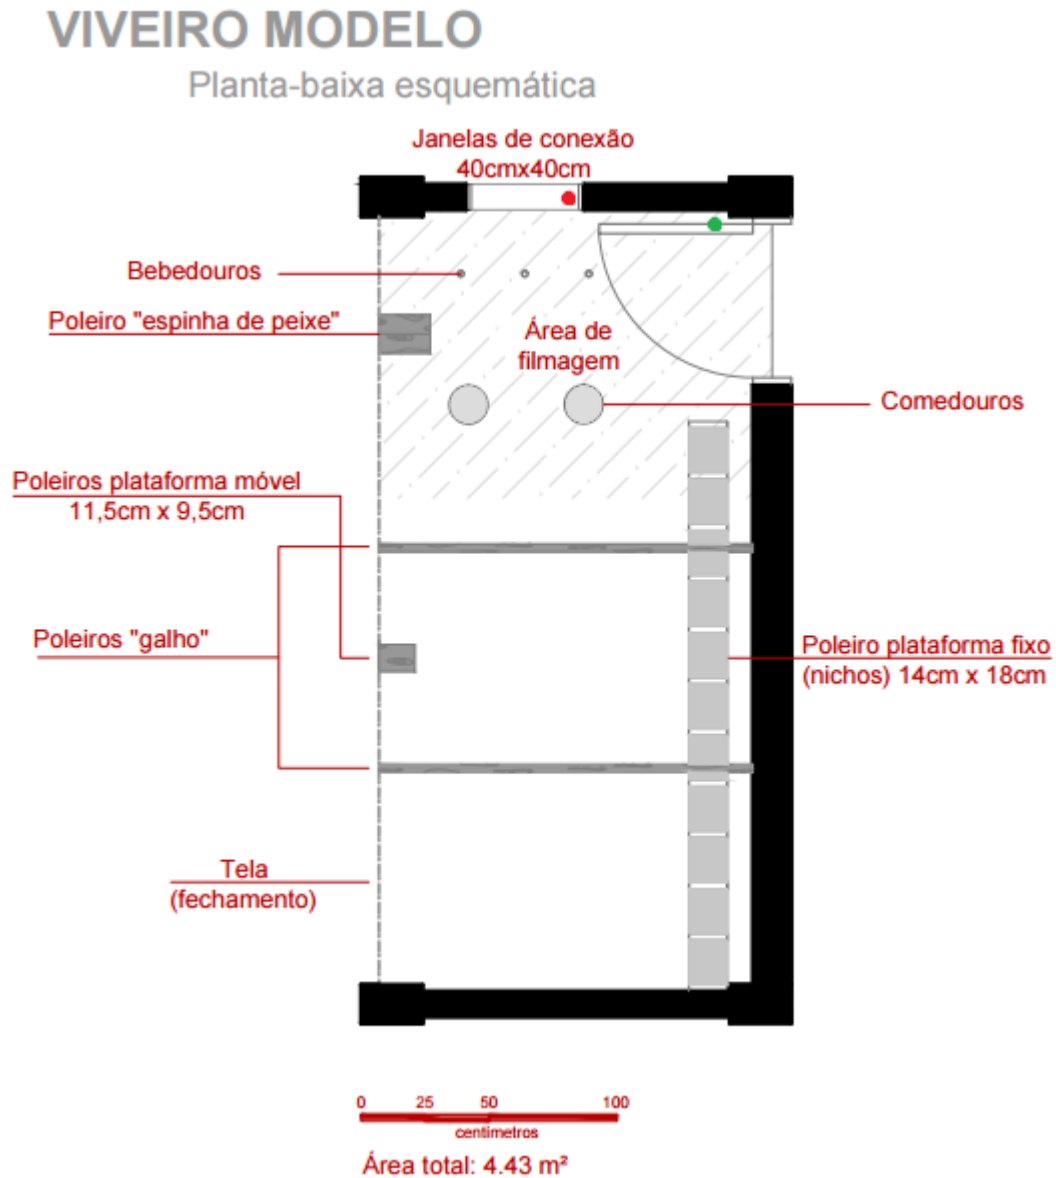 VIVEIRO MODELO
Planta-baixa esquemática
Janelas de conexão
40cmx40cm
Bebedouros
Poleiro "espinha de peixe"
Área de
filmagem
Comedouros
Poleiros plataforma móvel
11,5cm x 9,5cm
Poleiros "galho"
Poleiro plataforma fixo
(nichos) 14cm x 18cm
Tela
(fechamento)
0 25 50 100
centímetros
Área total: 4.43 m²